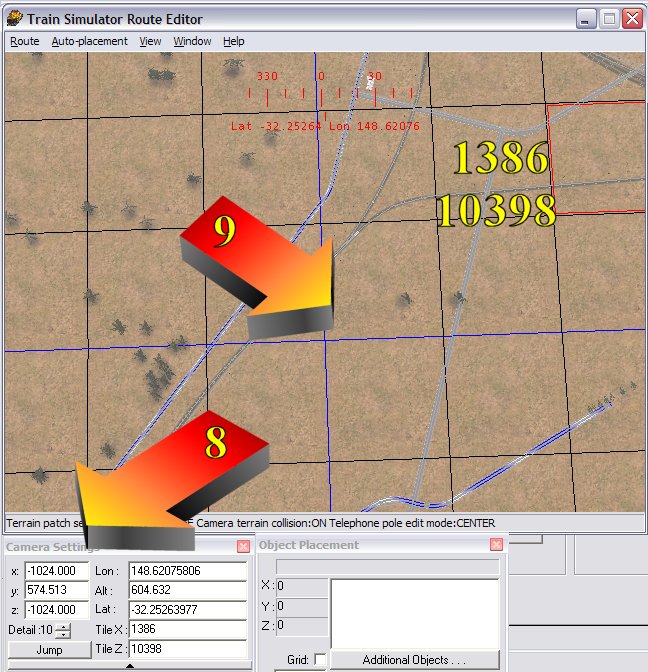 Train Simulator Route Editor
Route Auto-placement View Window Help
330 0 30
Lat -32.25264 Lon 148.62076
1386
10398
9
8
Terrain patch se E Camera terrain collision:ON Telephone pole edit mode:CENTER
Camera Settings
x: -1024.000 Lon : 148.62075806
y: 574.513 Alt : 604.632
z: -1024.000 Lat : -32.25263977
Detail :10 Tile X : 1386
Jump Tile Z : 10398
Object Placement
X: 0
Y: 0
Z: 0
Grid: Additional Objects . . .